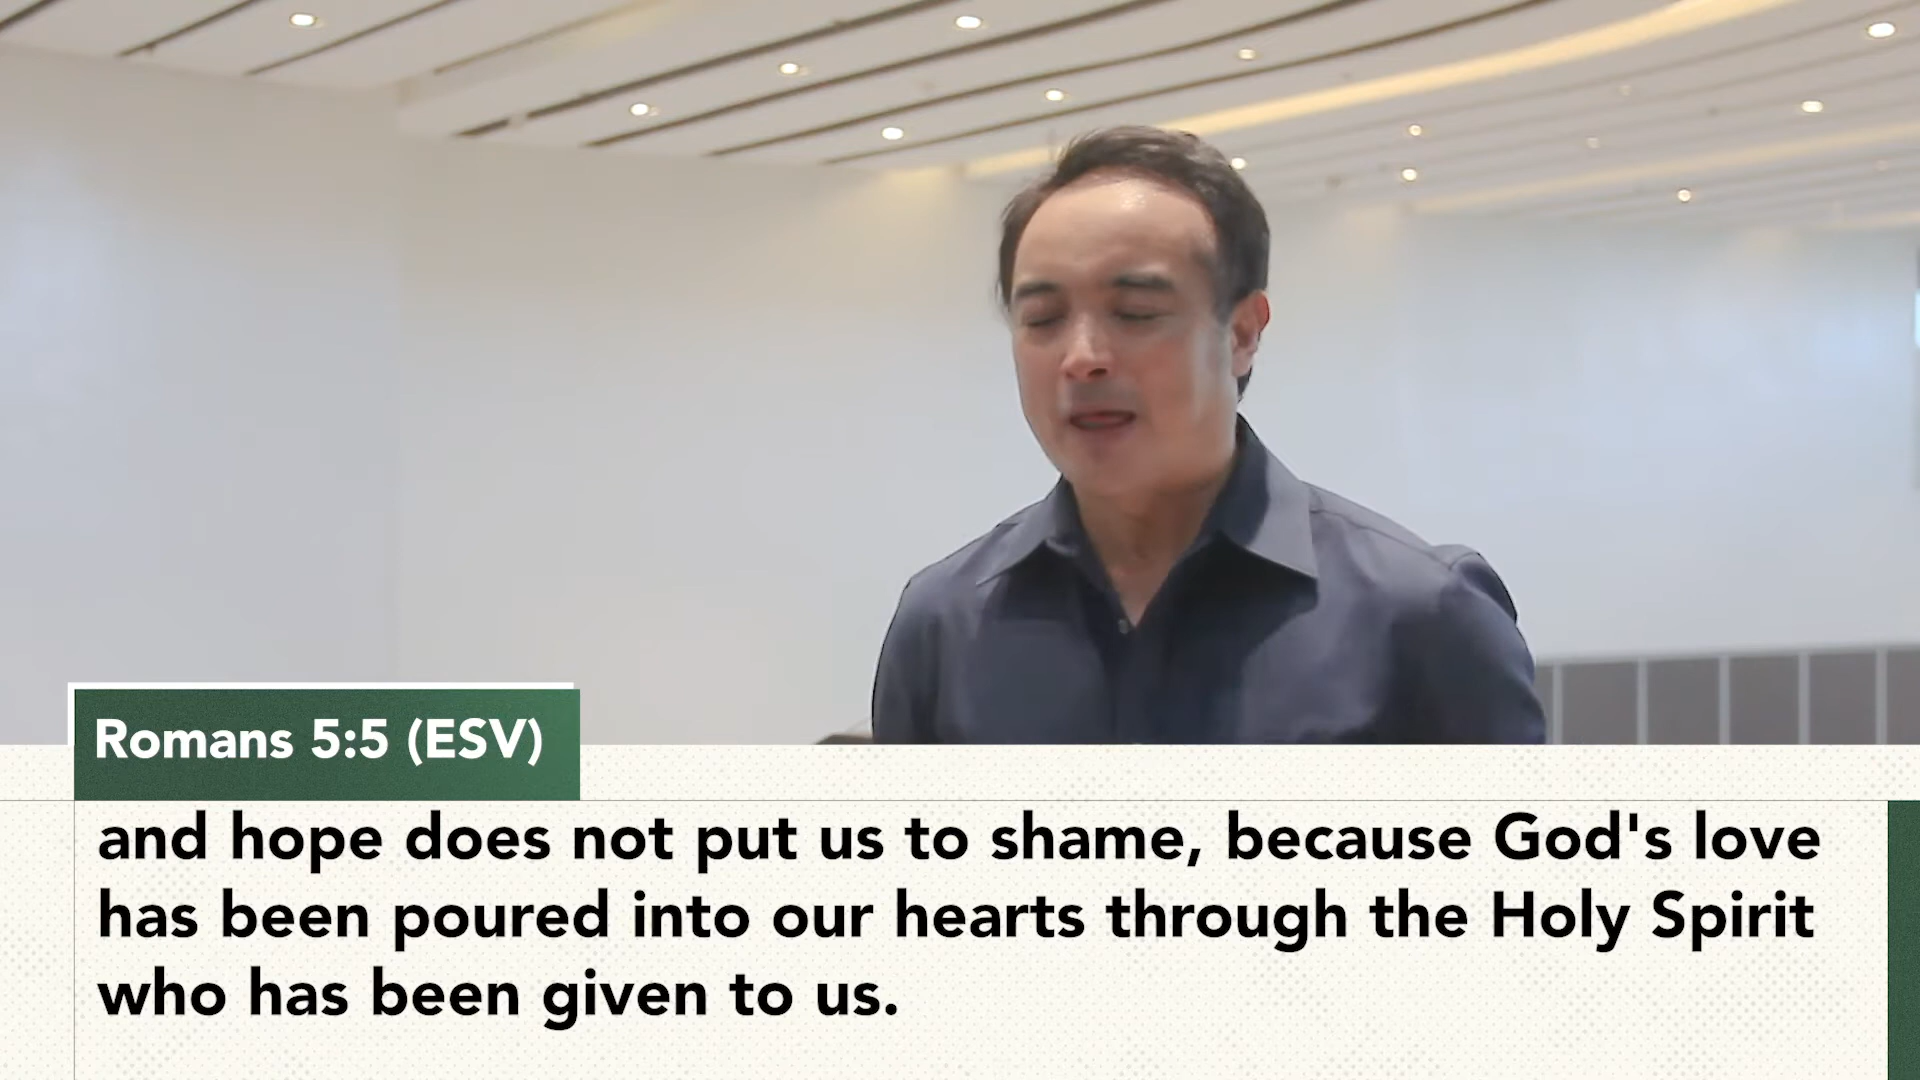 Romans 5:5 (ESV)
and hope does not put us to shame, because God's love
has been poured into our hearts through the Holy Spirit
who has been given to us.